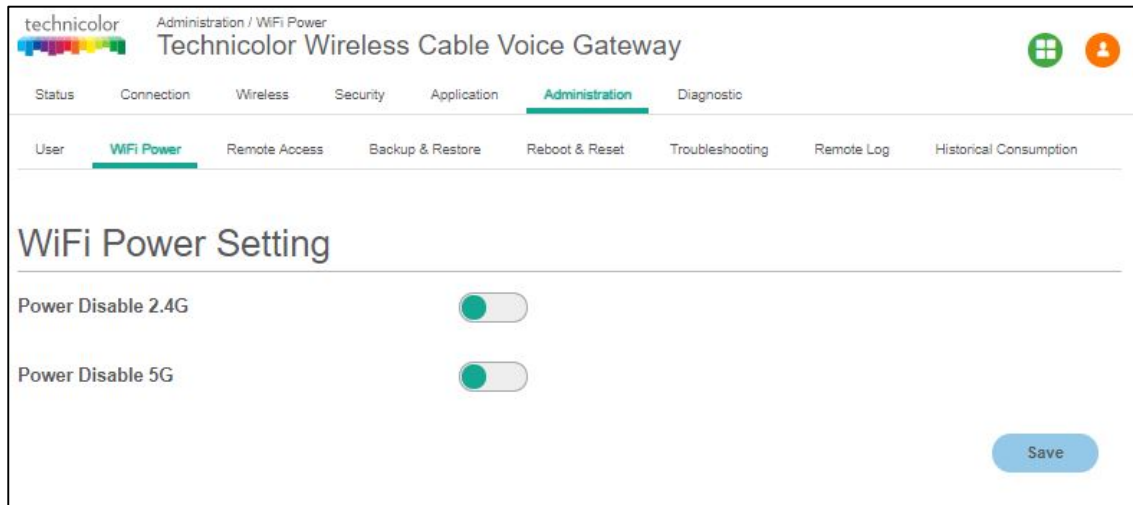 technicolor
Administration / WiFi Power
Technicolor Wireless Cable Voice Gateway
Status Connection Wireless Security Application Administration Diagnostic
User WiFi Power Remote Access Backup & Restore Reboot & Reset Troubleshooting Remote Log Historical Consumption
WiFi Power Setting
Power Disable 2.4G
Power Disable 5G
Save